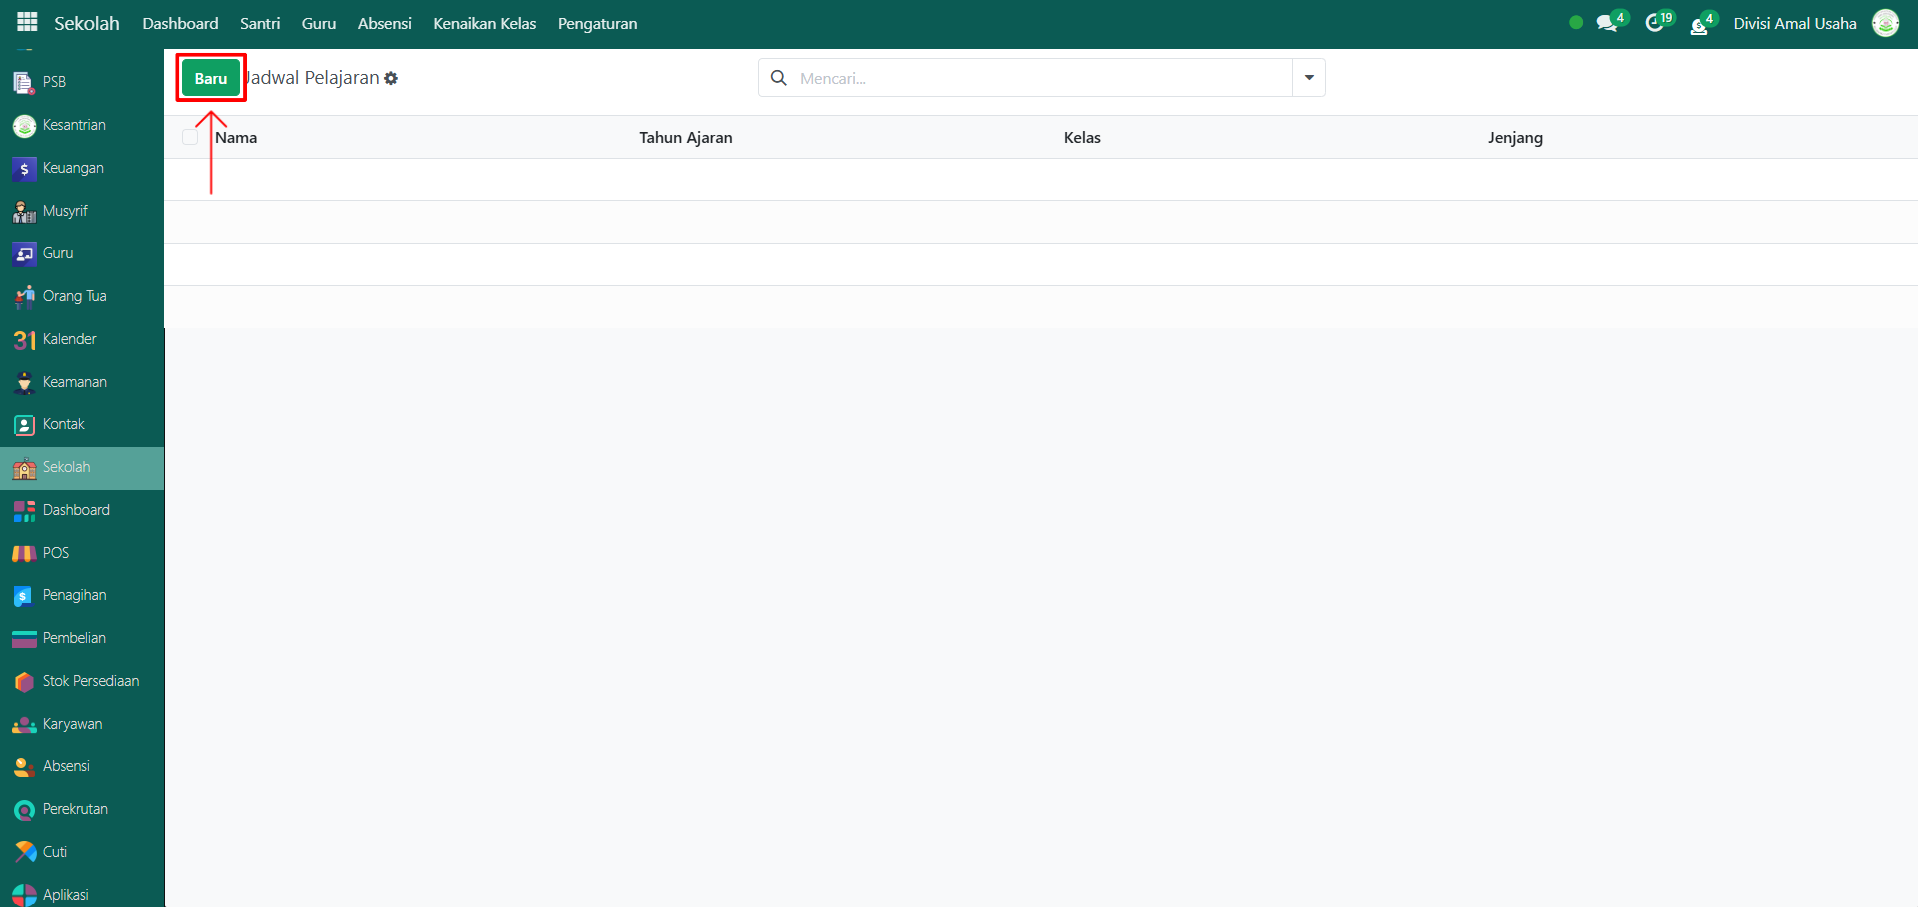 Sekolah Dashboard Santri Guru Absensi Kenaikan Kelas Pengaturan 4 19 4 Divisi Amal Usaha
Baru Jadwal Pelajaran Mencari...
Nama Tahun Ajaran Kelas Jenjang
PSB
Kesantrian
Keuangan
Musyrif
Guru
Orang Tua
31 Kalender
Keamanan
Kontak
Sekolah
Dashboard
POS
Penagihan
Pembelian
Stok Persediaan
Karyawan
Absensi
Perekrutan
Cuti
Aplikasi